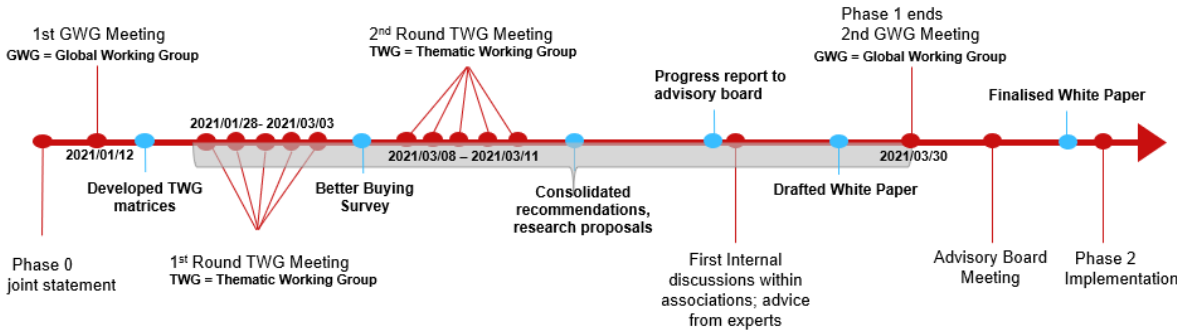 1st GWG Meeting
GWG = Global Working Group
2nd Round TWG Meeting
TWG = Thematic Working Group
Phase 1 ends
2nd GWG Meeting
GWG = Global Working Group
Progress report to
advisory board
Finalised White Paper
2021/01/28- 2021/03/03
2021/01/12
2021/03/08 – 2021/03/11
2021/03/30
Developed TWG
matrices
Better Buying
Survey
Consolidated
recommendations,
research proposals
Drafted White Paper
Phase 0
joint statement
1st Round TWG Meeting
TWG = Thematic Working Group
First Internal
discussions within
associations; advice
from experts
Advisory Board
Meeting
Phase 2
Implementation